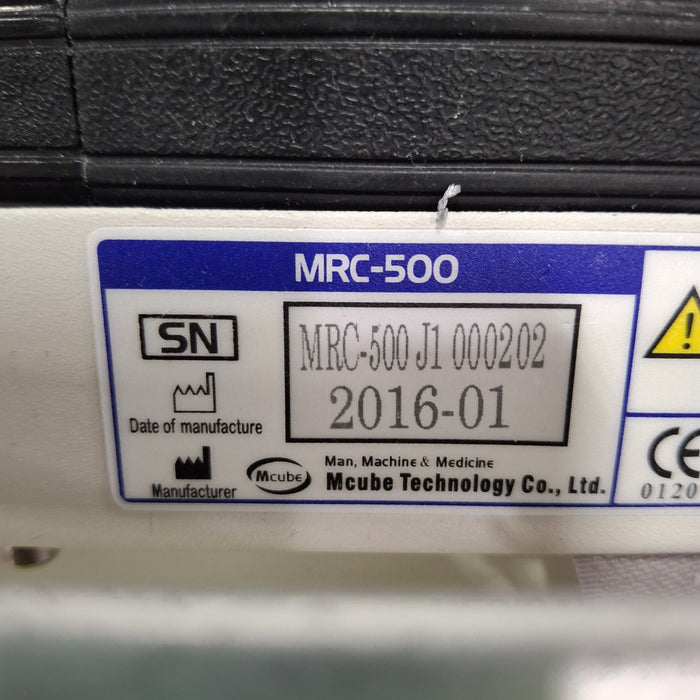 MRC-500
SN
MRC-500 J1 000202
2016-01
Date of manufacture
Manufacturer
Mcube
Man, Machine & Medicine
Mcube Technology Co., Ltd.
!
CE
0120